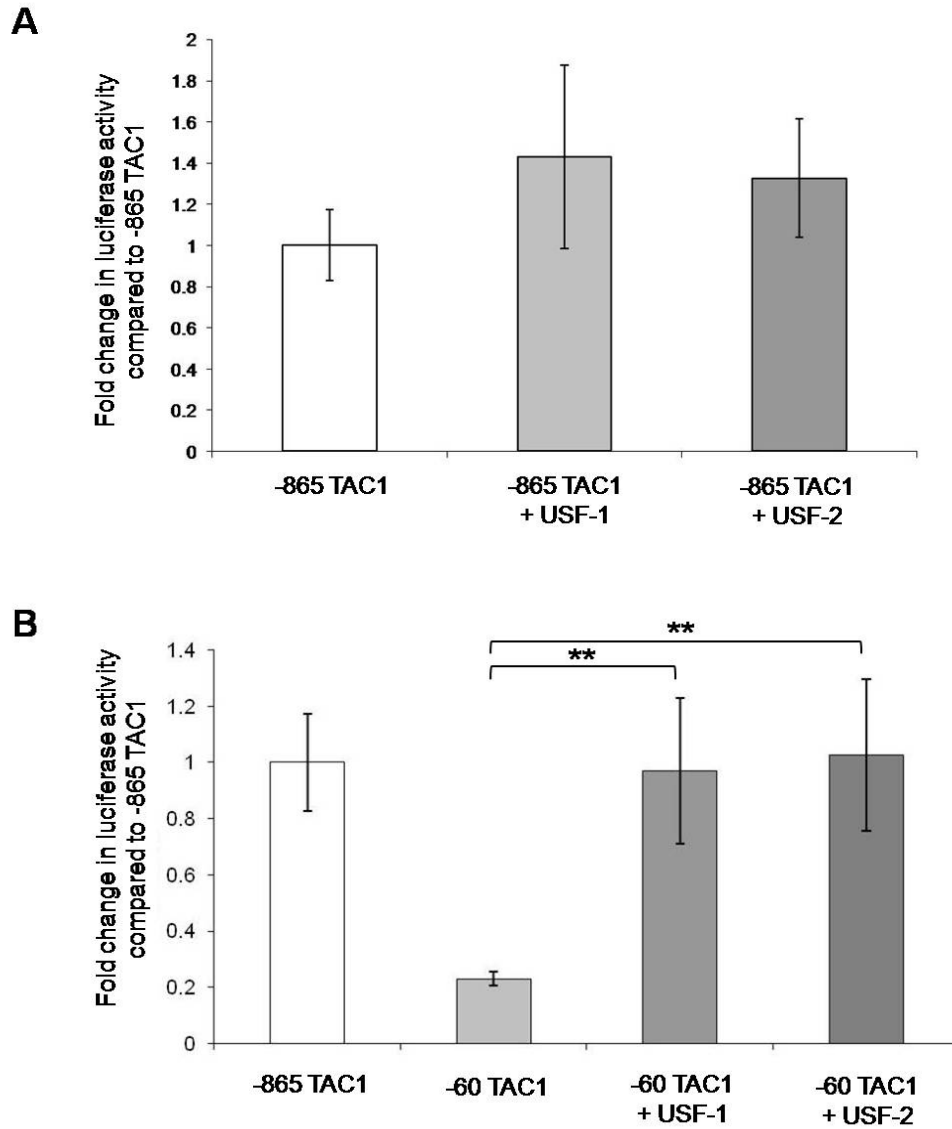 A
Fold change in luciferase activity
compared to -865 TAC1
2
1.8
1.6
1.4
1.2
1
0.8
0.6
0.4
0.2
0
-865 TAC1
-865 TAC1
+ USF-1
-865 TAC1
+ USF-2
B
Fold change in luciferase activity
compared to -865 TAC1
1.4
1.2
1
0.8
0.6
0.4
0.2
0
**
**
-865 TAC1
-60 TAC1
-60 TAC1
+ USF-1
-60 TAC1
+ USF-2